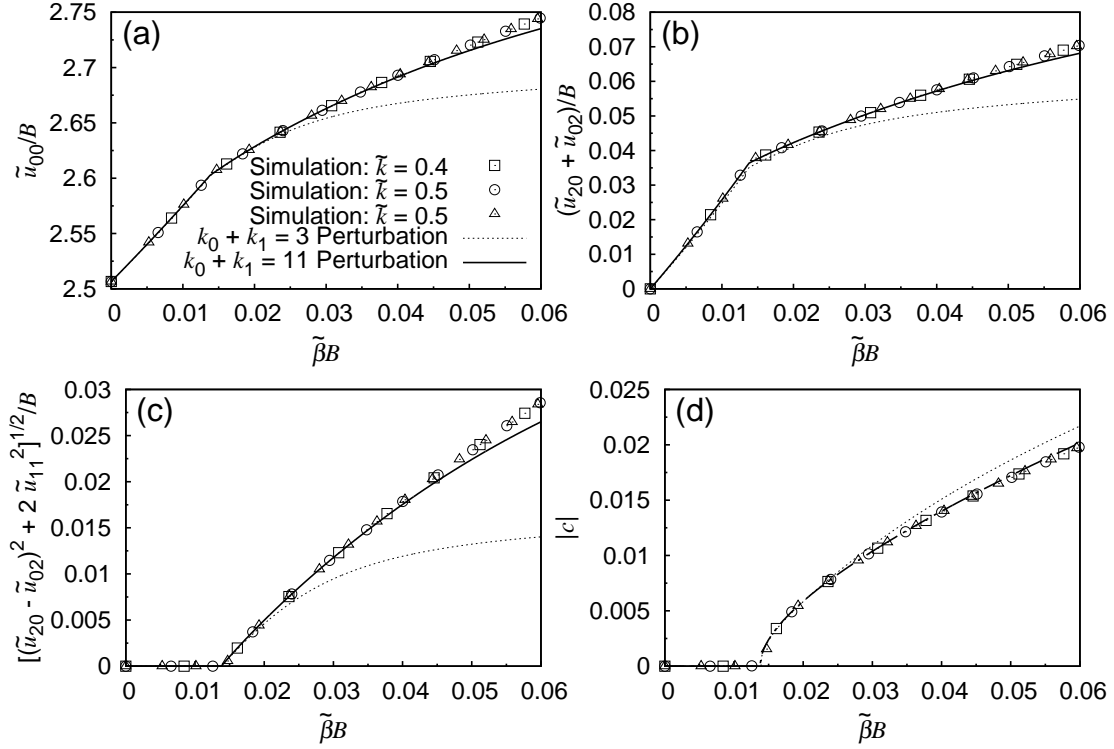 (a)
2.75
2.7
2.65
2.6
2.55
2.5
ũ₀₀/B
Simulation: k̃ = 0.4
Simulation: k̃ = 0.5
Simulation: k̃ = 0.5
k₀ + k₁ = 3 Perturbation
k₀ + k₁ = 11 Perturbation
0 0.01 0.02 0.03 0.04 0.05 0.06
β̃B
(b)
0.08
0.07
0.06
0.05
0.04
0.03
0.02
0.01
0
(ũ₂₀ + ũ₀₂)/B
0 0.01 0.02 0.03 0.04 0.05 0.06
β̃B
(c)
0.03
0.025
0.02
0.015
0.01
0.005
0
[(ũ₂₀ - ũ₀₂)² + 2 ũ₁₁²]^1/2/B
0 0.01 0.02 0.03 0.04 0.05 0.06
β̃B
(d)
0.025
0.02
0.015
0.01
0.005
0
|c|
0 0.01 0.02 0.03 0.04 0.05 0.06
β̃B